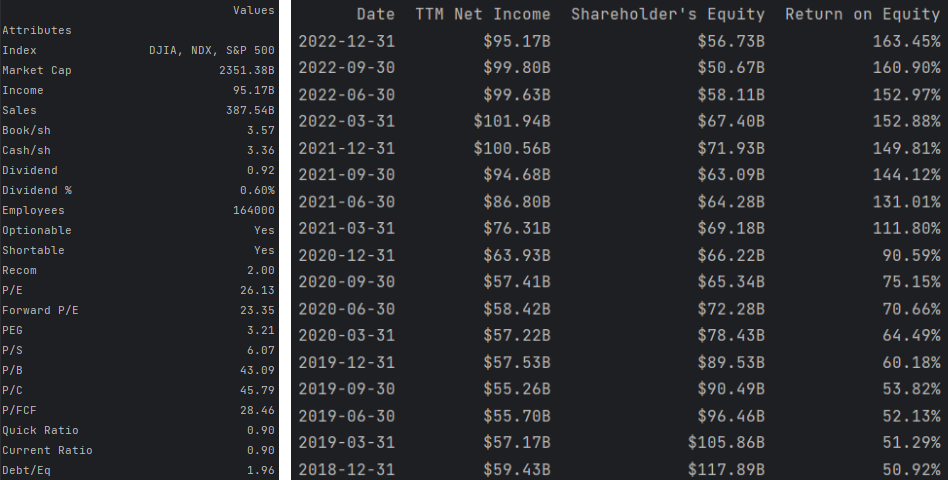 Values
Attributes
Index DJIA, NDX, S&P 500
Market Cap 2351.38B
Income 95.17B
Sales 387.54B
Book/sh 3.57
Cash/sh 3.36
Dividend 0.92
Dividend % 0.60%
Employees 164000
Optionable Yes
Shortable Yes
Recom 2.00
P/E 26.13
Forward P/E 23.35
PEG 3.21
P/S 6.07
P/B 43.09
P/C 45.79
P/FCF 28.46
Quick Ratio 0.90
Current Ratio 0.90
Debt/Eq 1.96
Date TTM Net Income Shareholder's Equity Return on Equity
2022-12-31 $95.17B $56.73B 163.45%
2022-09-30 $99.80B $50.67B 160.90%
2022-06-30 $99.63B $58.11B 152.97%
2022-03-31 $101.94B $67.40B 152.88%
2021-12-31 $100.56B $71.93B 149.81%
2021-09-30 $94.68B $63.09B 144.12%
2021-06-30 $86.80B $64.28B 131.01%
2021-03-31 $76.31B $69.18B 111.80%
2020-12-31 $63.93B $66.22B 90.59%
2020-09-30 $57.41B $65.34B 75.15%
2020-06-30 $58.42B $72.28B 70.66%
2020-03-31 $57.22B $78.43B 64.49%
2019-12-31 $57.53B $89.53B 60.18%
2019-09-30 $55.26B $90.49B 53.82%
2019-06-30 $55.70B $96.46B 52.13%
2019-03-31 $57.17B $105.86B 51.29%
2018-12-31 $59.43B $117.89B 50.92%